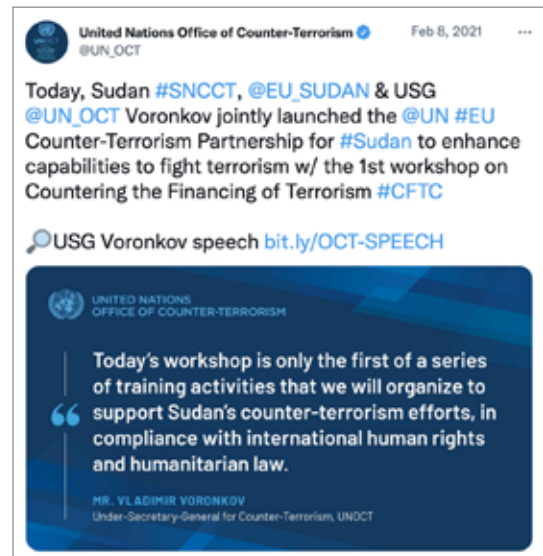 United Nations Office of Counter-Terrorism
Feb 8, 2021
@UN_OCT
Today, Sudan #SNCCT, @EU_SUDAN & USG
@UN_OCT Voronkov jointly launched the @UN #EU
Counter-Terrorism Partnership for #Sudan to enhance
capabilities to fight terrorism w/ the 1st workshop on
Countering the Financing of Terrorism #CFTC
🔎USG Voronkov speech bit.ly/OCT-SPEECH
UNITED NATIONS
OFFICE OF COUNTER-TERRORISM
Today's workshop is only the first of a series
of training activities that we will organize to
support Sudan's counter-terrorism efforts, in
compliance with international human rights
and humanitarian law.
MR. VLADIMIR VORONKOV
Under-Secretary-General for Counter-Terrorism, UNOCT